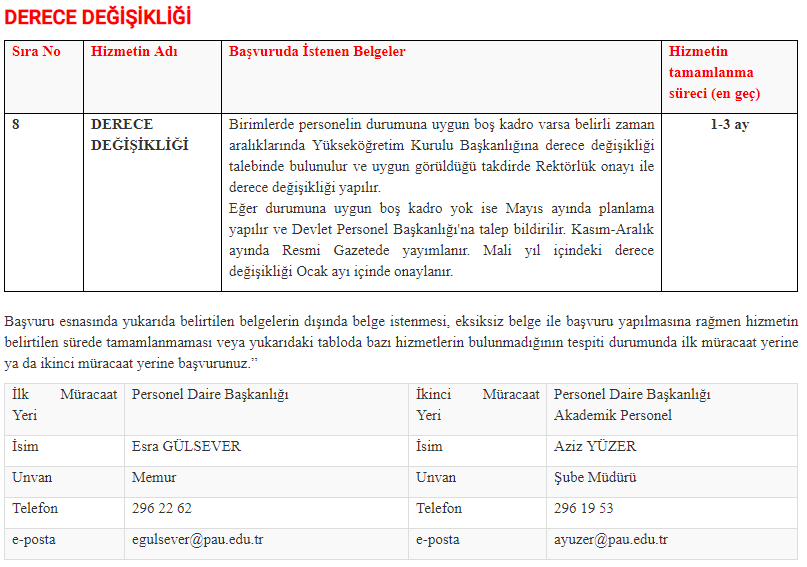 DERECE DEĞİŞİKLİĞİ
Sıra No
Hizmetin Adı
Başvuruda İstenen Belgeler
Hizmetin
tamamlanma
süreci (en geç)
8
DERECE
DEĞİŞİKLİĞİ
Birimlerde personelin durumuna uygun boş kadro varsa belirli zaman
aralıklarında Yükseköğretim Kurulu Başkanlığına derece değişikliği
talebinde bulunulur ve uygun görüldüğü takdirde Rektörlük onayı ile
derece değişikliği yapılır.
Eğer durumuna uygun boş kadro yok ise Mayıs ayında planlama
yapılır ve Devlet Personel Başkanlığı'na talep bildirilir. Kasım-Aralık
ayında Resmi Gazetede yayımlanır. Mali yıl içindeki derece
değişikliği Ocak ayı içinde onaylanır.
1-3 ay
Başvuru esnasında yukarıda belirtilen belgelerin dışında belge istenmesi, eksiksiz belge ile başvuru yapılmasına rağmen hizmetin
belirtilen sürede tamamlanmaması veya yukarıdaki tabloda bazı hizmetlerin bulunmadığının tespiti durumunda ilk müracaat yerine
ya da ikinci müracaat yerine başvurunuz.”
İlk Müracaat
Yeri
Personel Daire Başkanlığı
İkinci Müracaat
Yeri
Personel Daire Başkanlığı
Akademik Personel
İsim
Esra GÜLSEVER
İsim
Aziz YÜZER
Unvan
Memur
Unvan
Şube Müdürü
Telefon
296 22 62
Telefon
296 19 53
e-posta
egulsever@pau.edu.tr
e-posta
ayuzer@pau.edu.tr